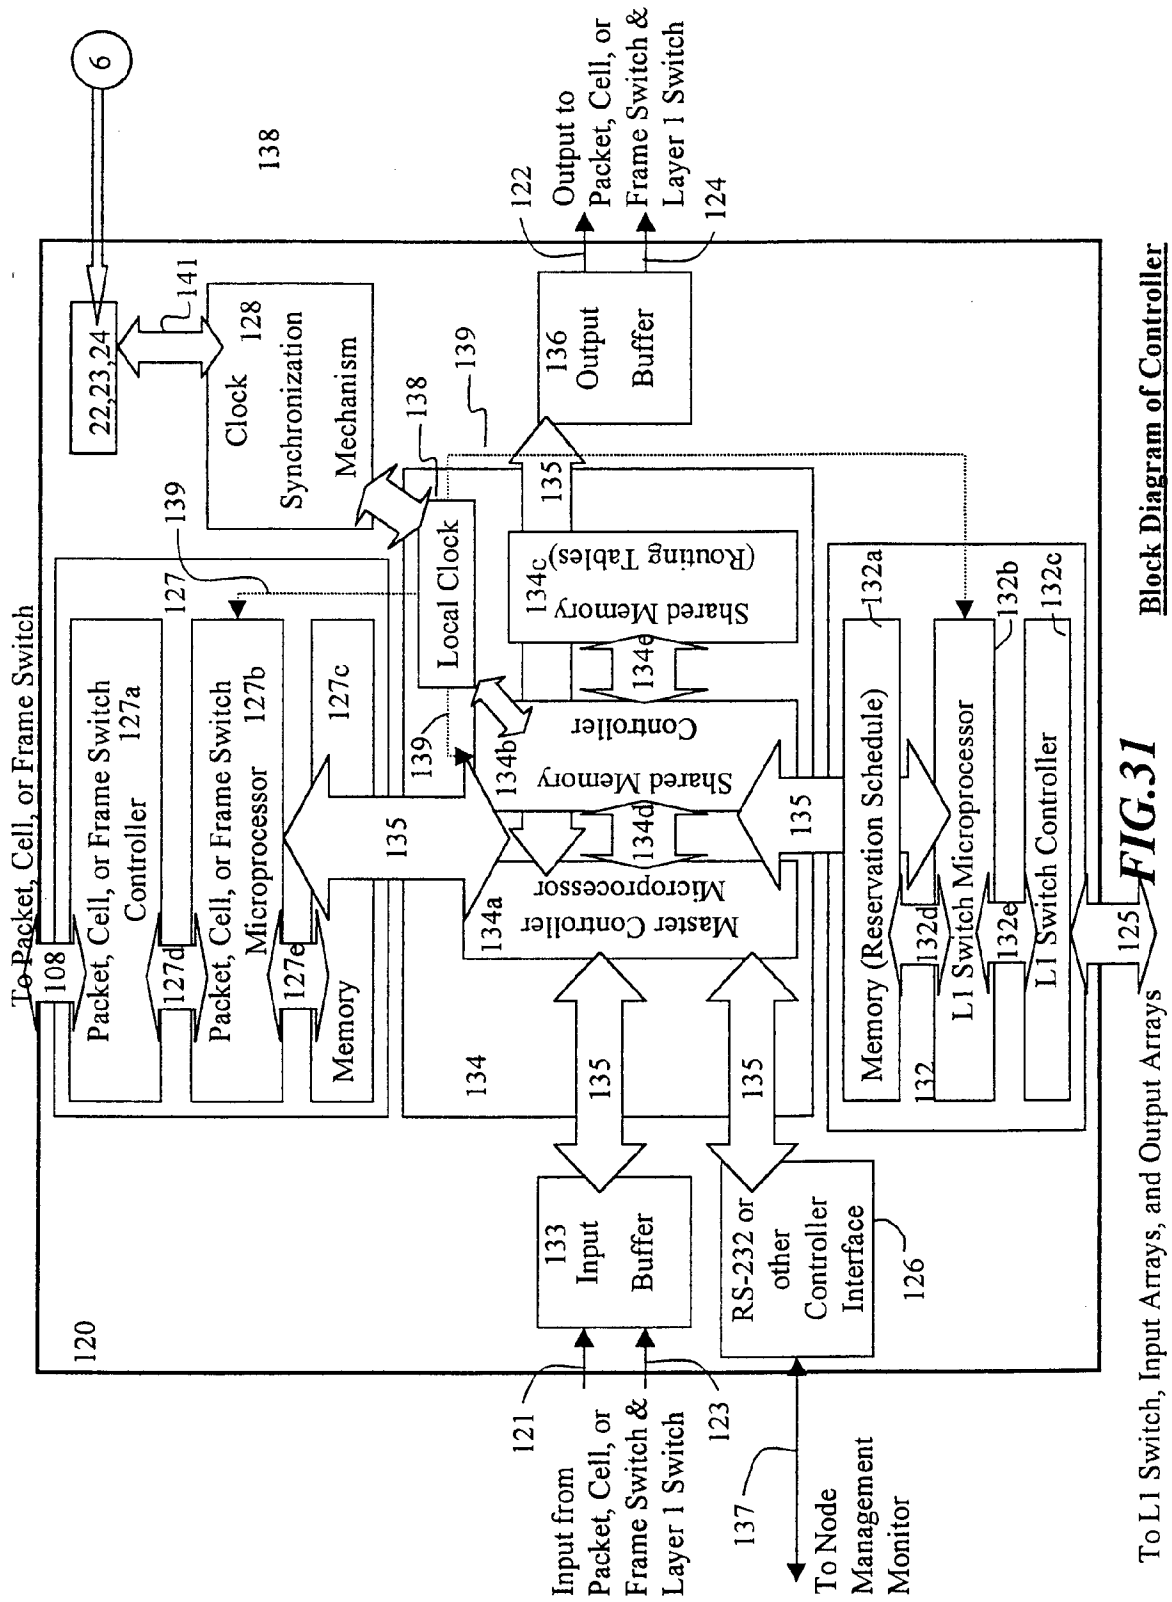 To Packet, Cell, or Frame Switch
120
108
Packet, Cell, or Frame Switch
Controller
127a
127d
Packet, Cell, or Frame Switch
Microprocessor
127b
127e
Memory
127c
127
139
22,23,24
6
141
Clock
128
Synchronization
Mechanism
138
138
135
134
134a
Master Controller
Microprocessor
134d
134b
Shared Memory
Controller
139
Local Clock
134e
134c
Shared Memory
(Routing Tables)
135
139
136
Output
Buffer
122
124
Output to
Packet, Cell, or
Frame Switch &
Layer 1 Switch
Input from
Packet, Cell, or
Frame Switch &
Layer 1 Switch
121
123
133
Input
Buffer
135
135
RS-232 or
other
Controller
Interface
126
137
To Node
Management
Monitor
135
Memory (Reservation Schedule)
132a
132
132d
L1 Switch Microprocessor
132b
132e
L1 Switch Controller
132c
125
To L1 Switch, Input Arrays, and Output Arrays
FIG.31
Block Diagram of Controller